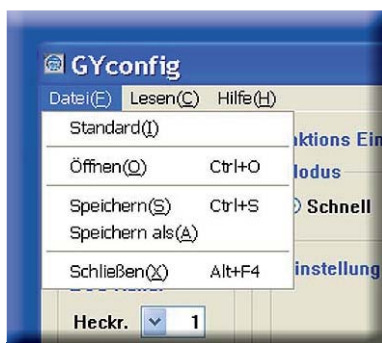 GYconfig
Datei(F) Lesen(C) Hilfe(H)
Standard(I)
Öffnen(O) Ctrl+O
Speichern(S) Ctrl+S
Speichern als(A)
Schließen(X) Alt+F4
Schnell
Heckr. 1